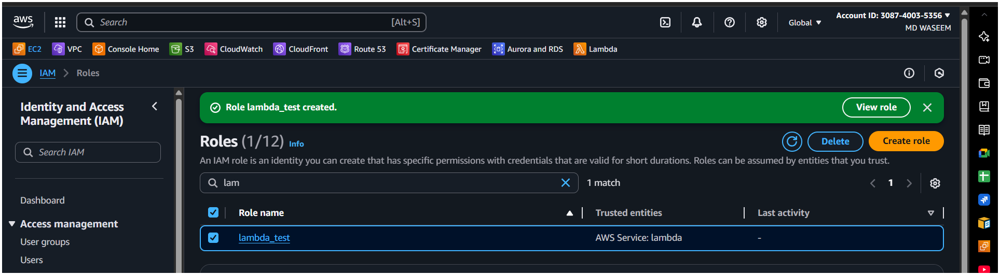 aws
Search [Alt+S]
Global
Account ID: 3087-4003-5356
MD WASEEM
EC2 VPC Console Home S3 CloudWatch CloudFront Route 53 Certificate Manager Aurora and RDS Lambda
IAM Roles
Identity and Access
Management (IAM)
Search IAM
Dashboard
Access management
User groups
Users
Role lambda_test created.
View role
Roles (1/12) Info
Delete
Create role
An IAM role is an identity you can create that has specific permissions with credentials that are valid for short durations. Roles can be assumed by entities that you trust.
lam
1 match
1
Role name Trusted entities Last activity
lambda_test AWS Service: lambda -